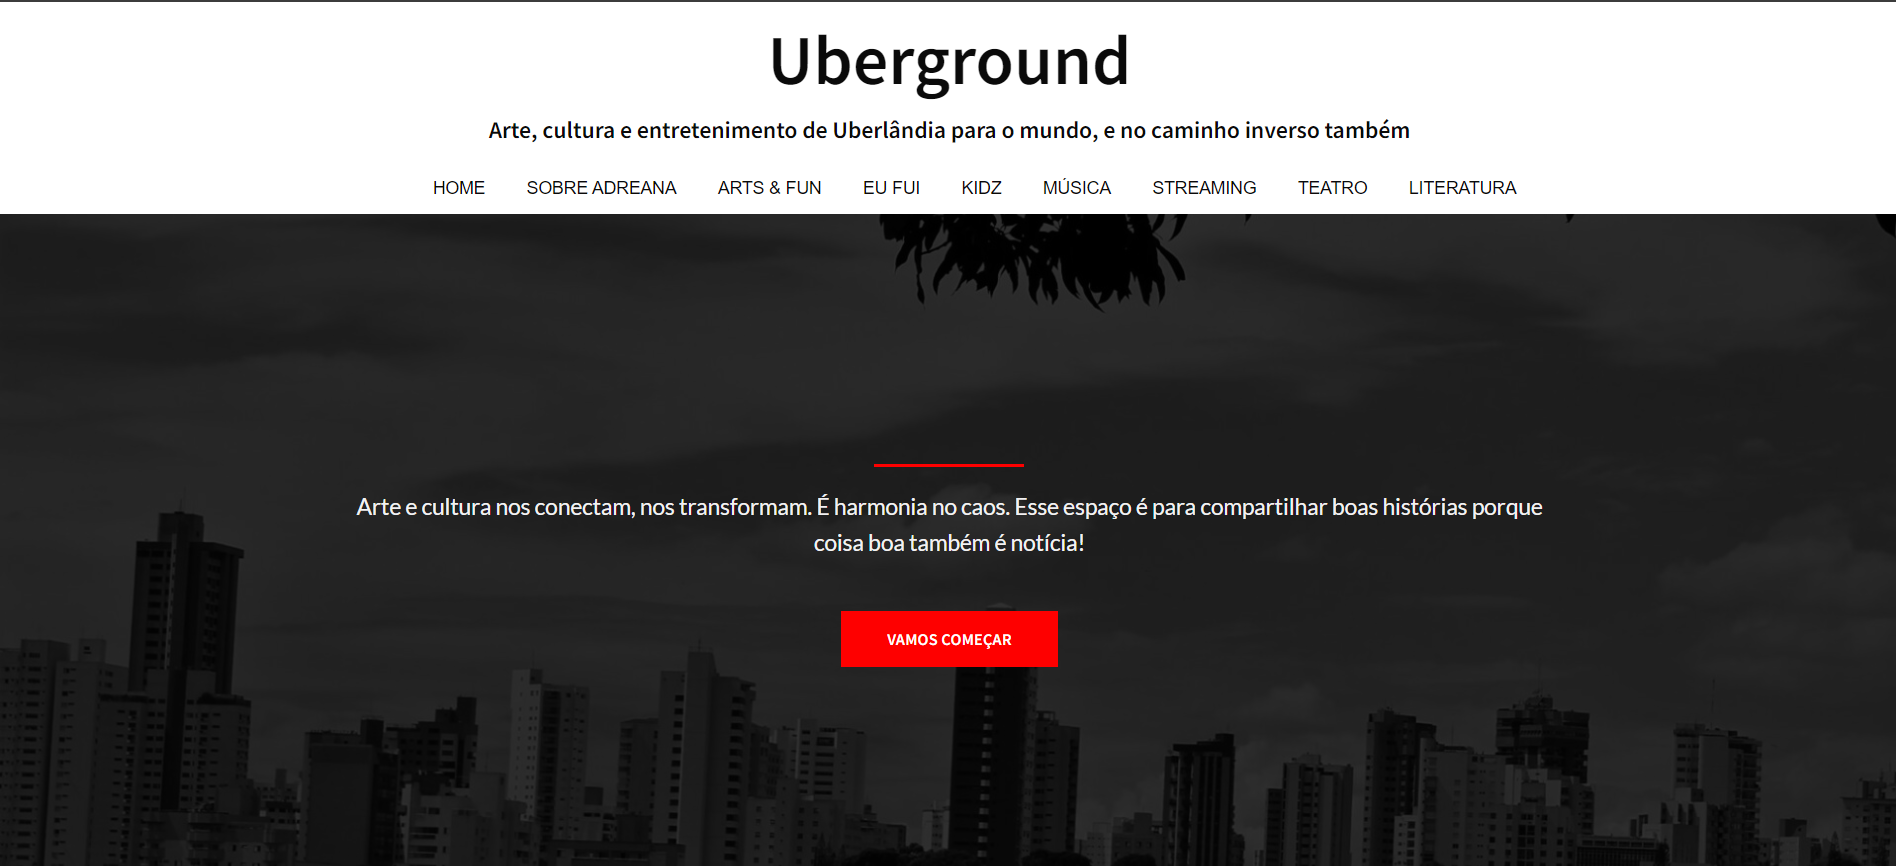 Uberground
Arte, cultura e entretenimento de Uberlândia para o mundo, e no caminho inverso também
HOME SOBRE ADREANA ARTS & FUN EU FUI KIDZ MÚSICA STREAMING TEATRO LITERATURA
Arte e cultura nos conectam, nos transformam. É harmonia no caos. Esse espaço é para compartilhar boas histórias porque
coisa boa também é notícia!
VAMOS COMEÇAR